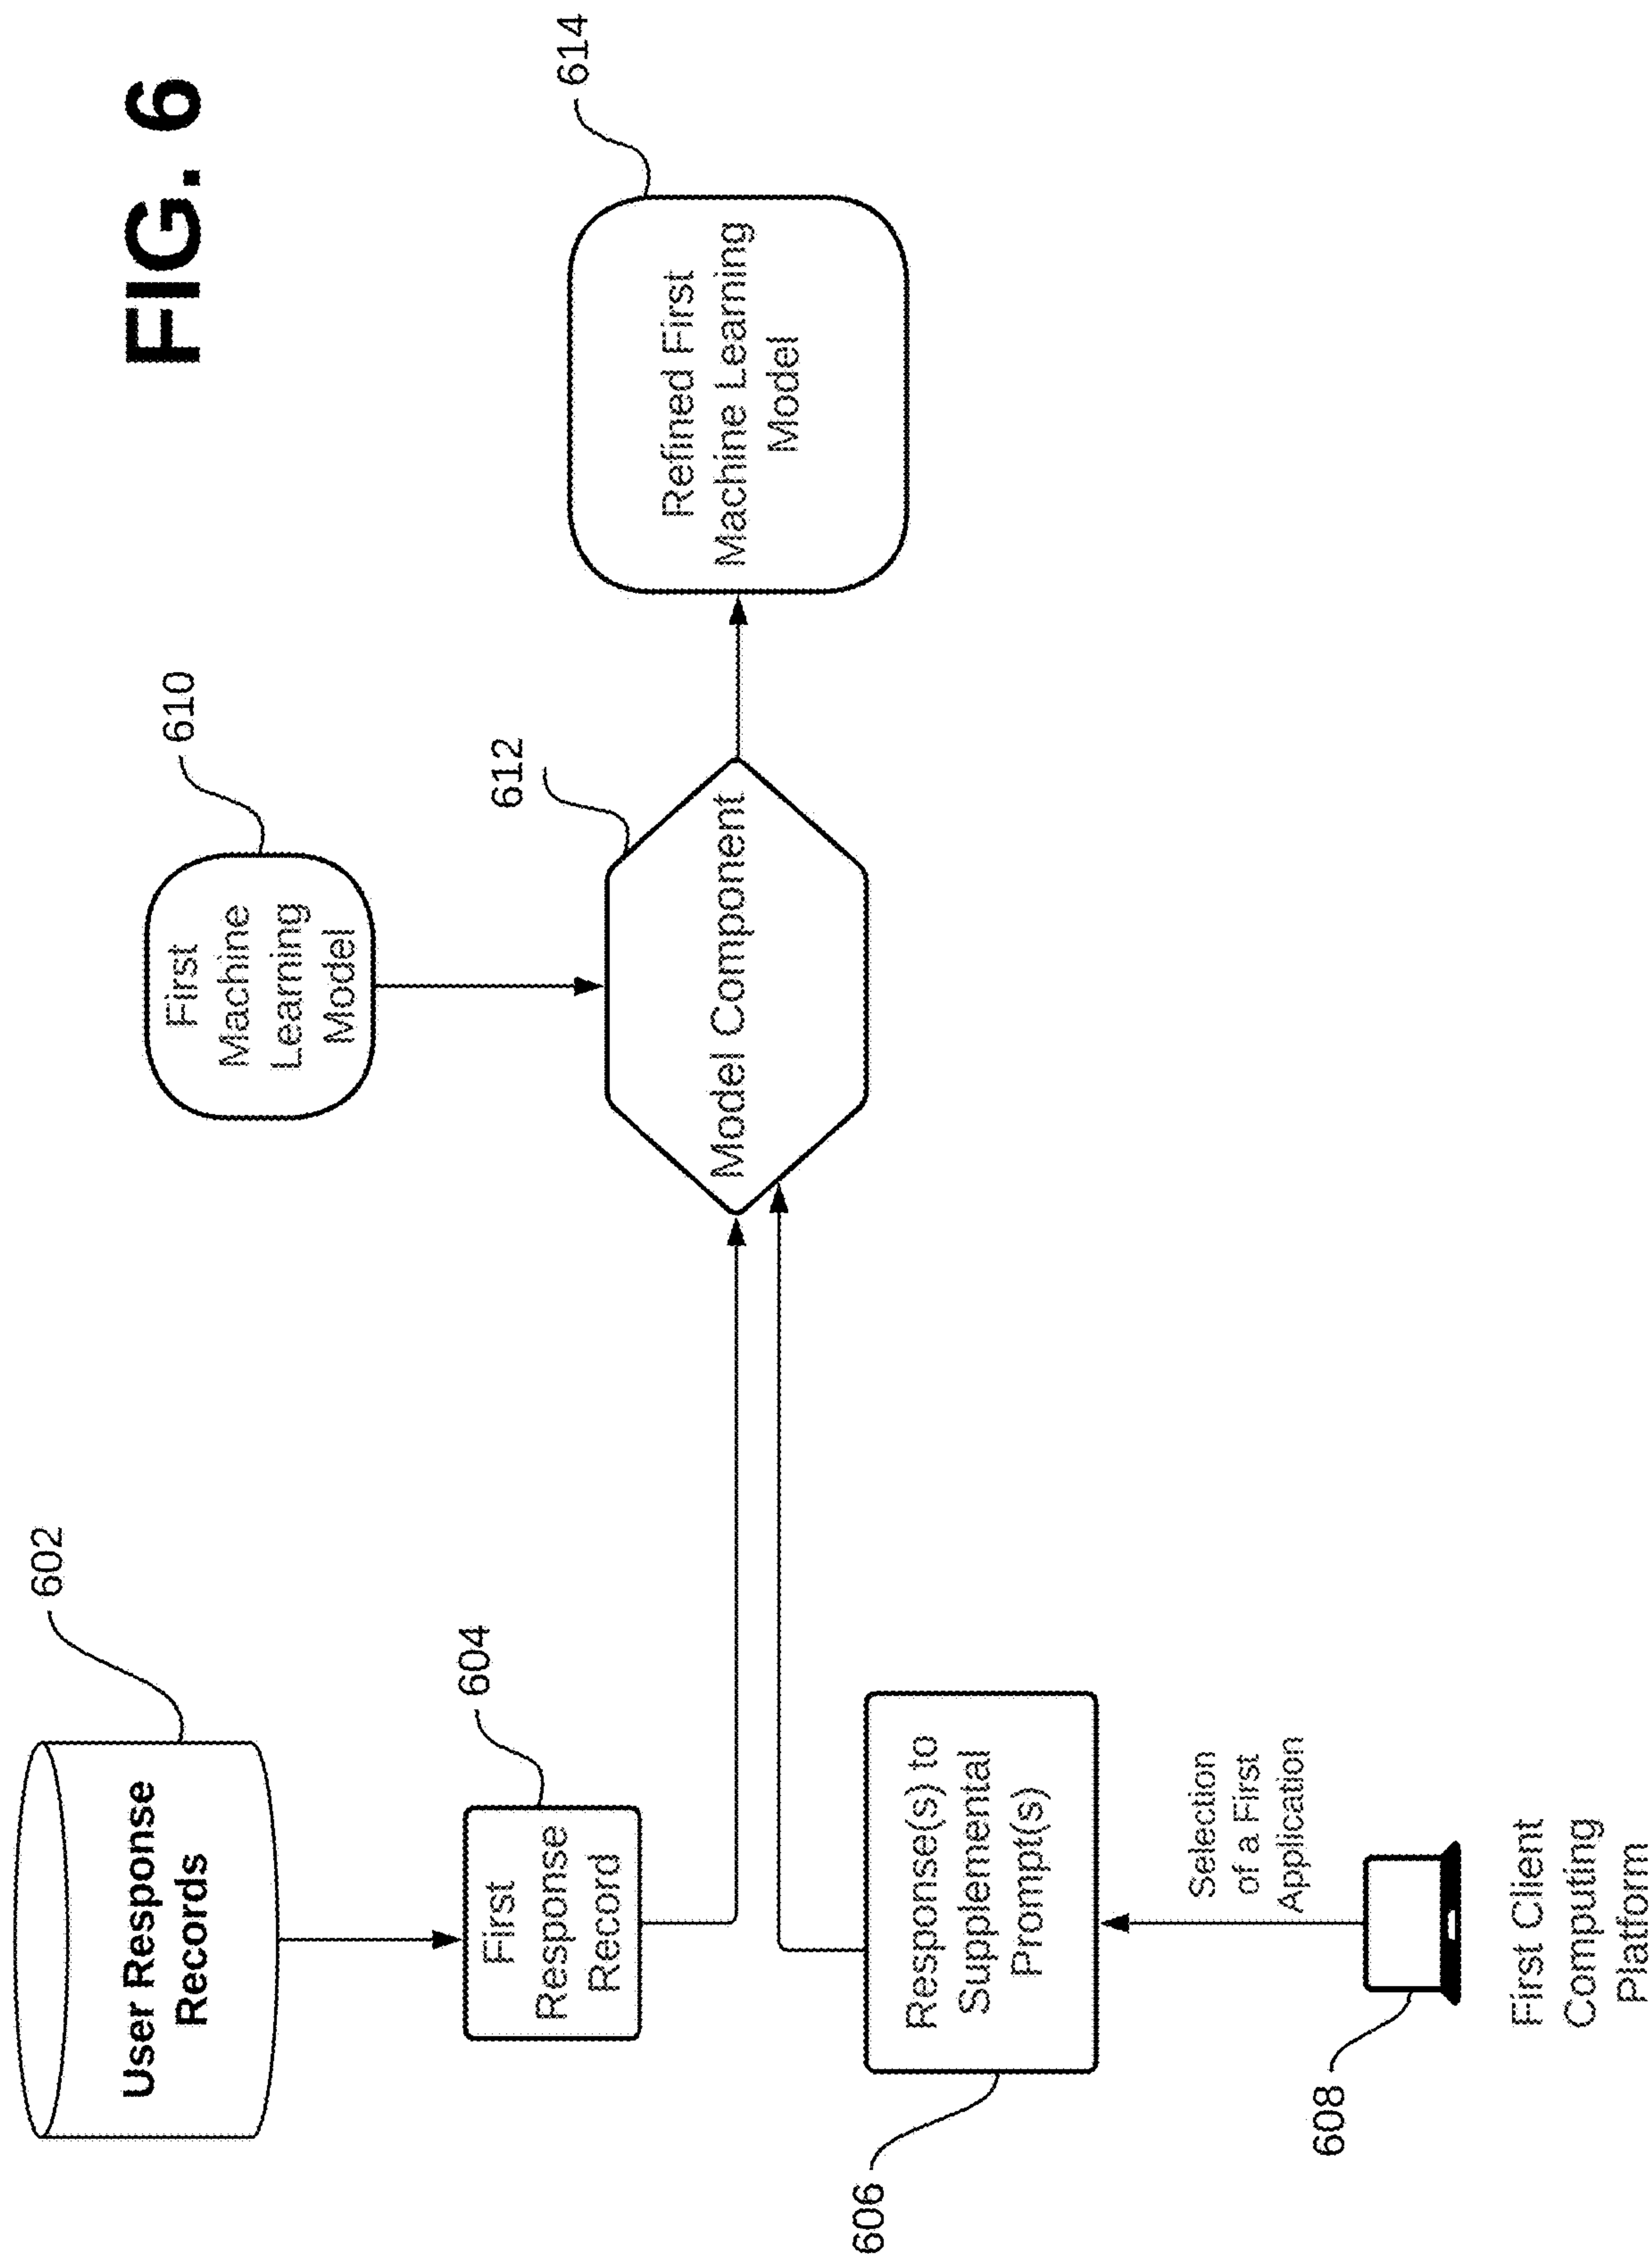 FIG. 6
602
User Response
Records
604
First
Response
Record
606
Response(s) to
Supplemental
Prompt(s)
Selection
of a First
Application
608
First Client
Computing
Platform
610
First
Machine
Learning
Model
612
Model Component
614
Refined First
Machine Learning
Model